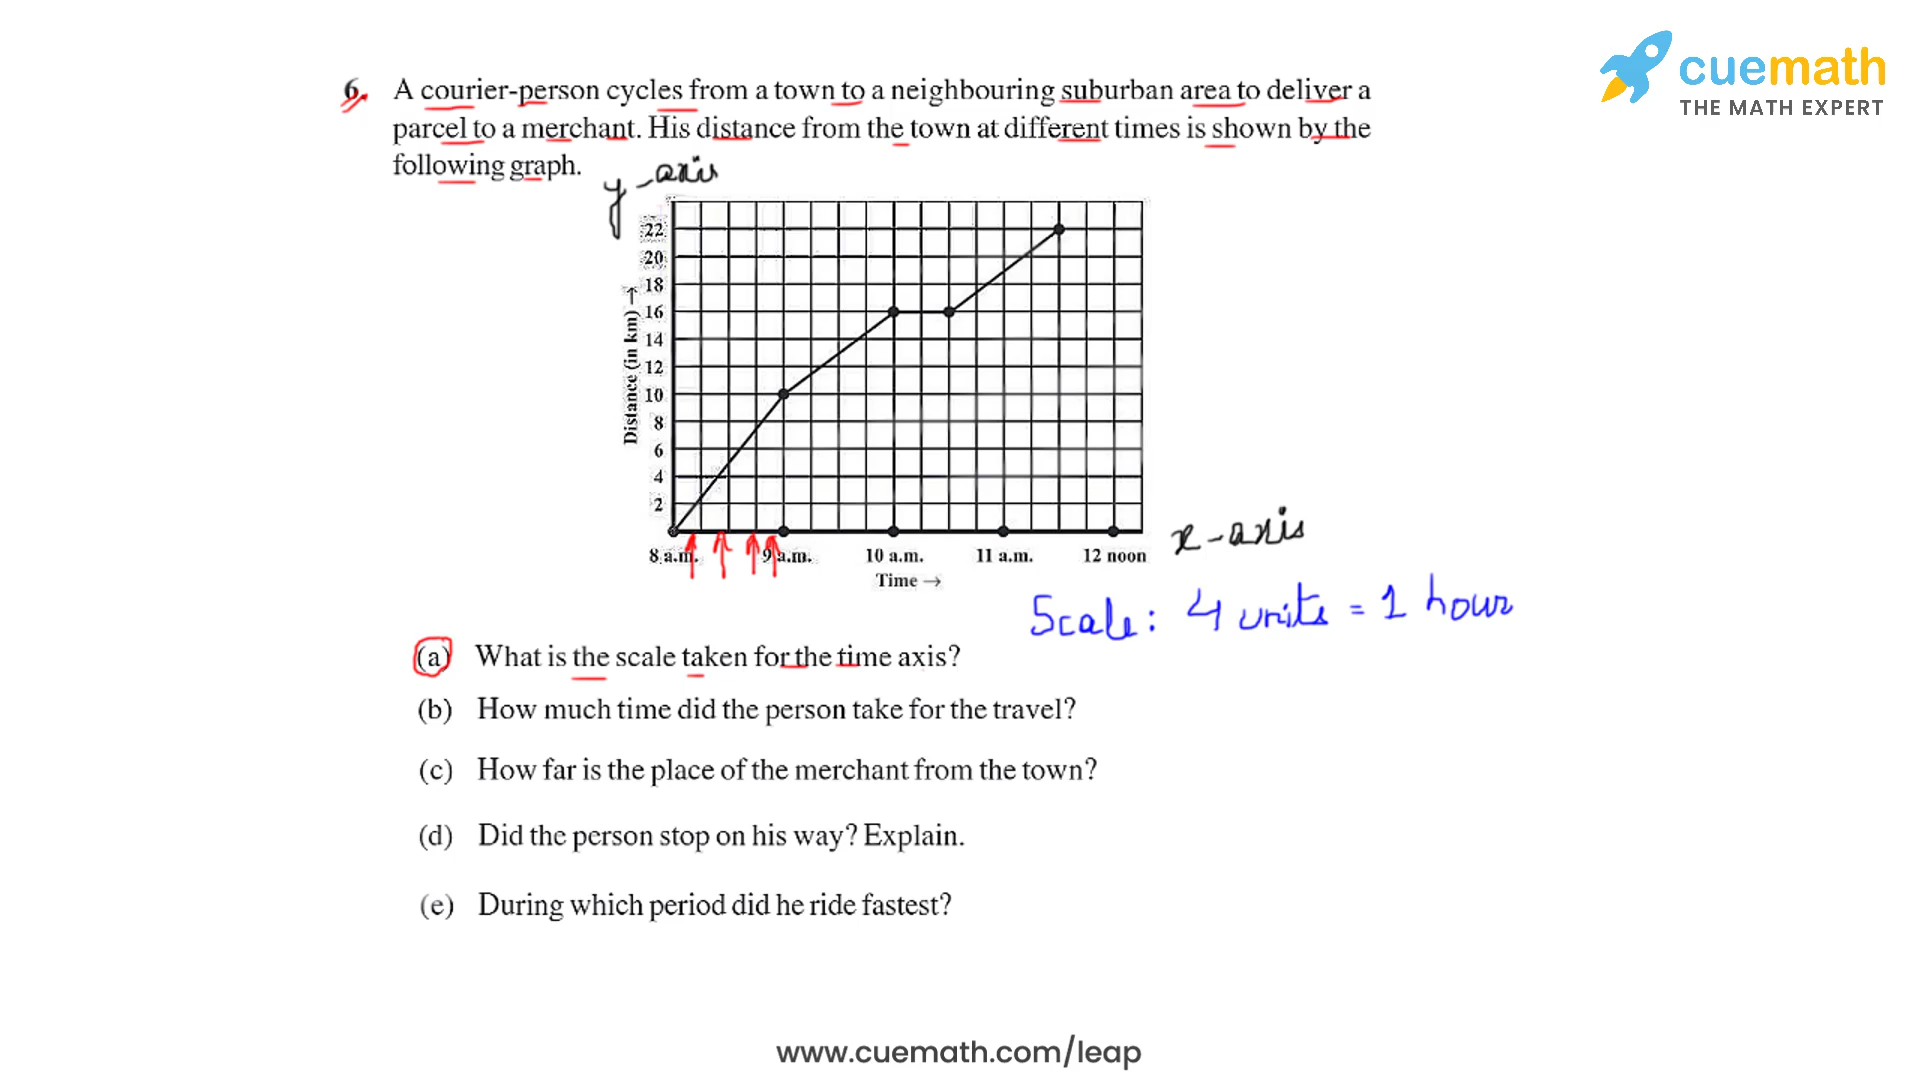 cuemath
THE MATH EXPERT
6. A courier-person cycles from a town to a neighbouring suburban area to deliver a
parcel to a merchant. His distance from the town at different times is shown by the
following graph.
y-axis
22
20
18
16
14
12
10
8
6
4
2
Distance (in km) →
8 a.m. 9 a.m. 10 a.m. 11 a.m. 12 noon
Time →
x-axis
Scale: 4 units = 1 hour
(a) What is the scale taken for the time axis?
(b) How much time did the person take for the travel?
(c) How far is the place of the merchant from the town?
(d) Did the person stop on his way? Explain.
(e) During which period did he ride fastest?
www.cuemath.com/leap